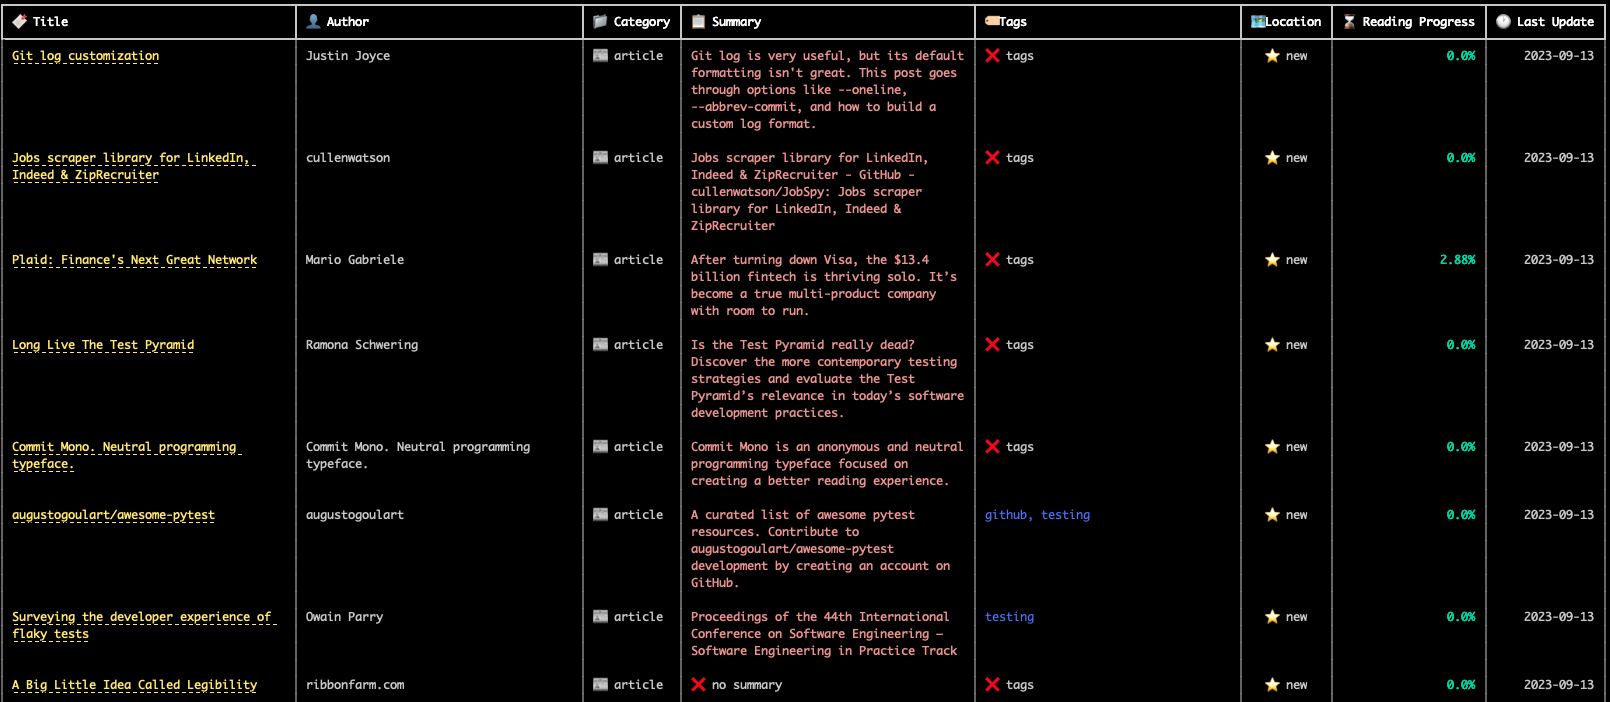 Title Author Category Summary Tags Location Reading Progress Last Update
Git log customization Justin Joyce article Git log is very useful, but its default tags new 0.0% 2023-09-13
formatting isn't great. This post goes
through options like --oneline,
--abbrev-commit, and how to build a
custom log format.
Jobs scraper library for LinkedIn, cullenwatson article Jobs scraper library for LinkedIn, tags new 0.0% 2023-09-13
Indeed & ZipRecruiter Indeed & ZipRecruiter - GitHub -
cullenwatson/JobSpy: Jobs scraper
library for LinkedIn, Indeed &
ZipRecruiter
Plaid: Finance's Next Great Network Mario Gabriele article After turning down Visa, the $13.4 tags new 2.88% 2023-09-13
billion fintech is thriving solo. It’s
become a true multi-product company
with room to run.
Long Live The Test Pyramid Ramona Schwering article Is the Test Pyramid really dead? tags new 0.0% 2023-09-13
Discover the more contemporary testing
strategies and evaluate the Test
Pyramid’s relevance in today’s software
development practices.
Commit Mono. Neutral programming Commit Mono. Neutral programming article Commit Mono is an anonymous and neutral tags new 0.0% 2023-09-13
typeface. typeface. programming typeface focused on
creating a better reading experience.
augustogoulart/awesome-pytest augustogoulart article A curated list of awesome pytest github, testing new 0.0% 2023-09-13
resources. Contribute to
augustogoulart/awesome-pytest
development by creating an account on
GitHub.
Surveying the developer experience of Owain Parry article Proceedings of the 44th International testing new 0.0% 2023-09-13
flaky tests Conference on Software Engineering –
Software Engineering in Practice Track
A Big Little Idea Called Legibility ribbonfarm.com article no summary tags new 0.0% 2023-09-13